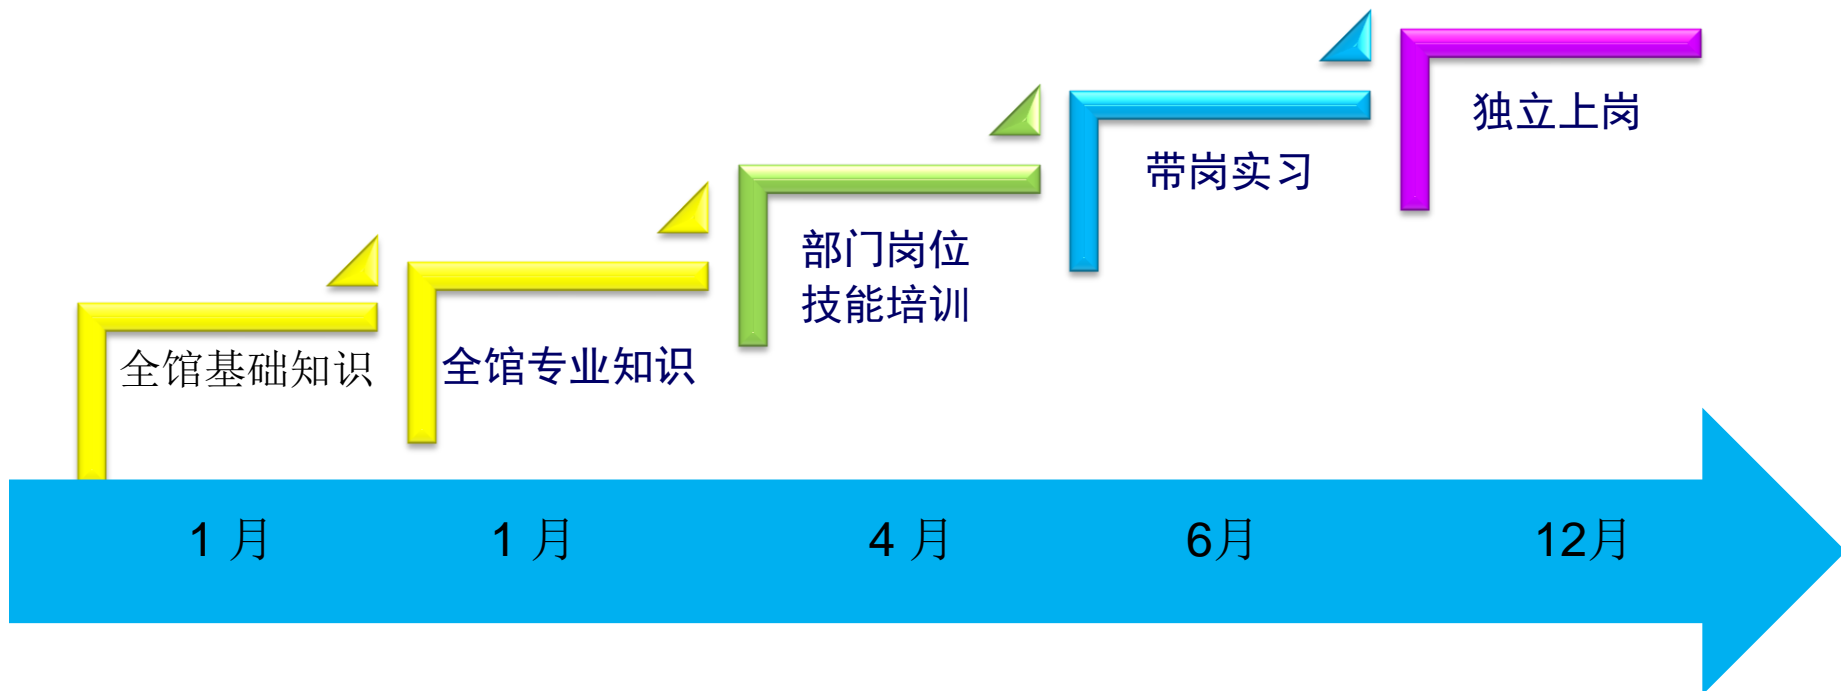 独立上岗
带岗实习
部门岗位
技能培训
全馆专业知识
全馆基础知识
1 月
1 月
4 月
6月
12月